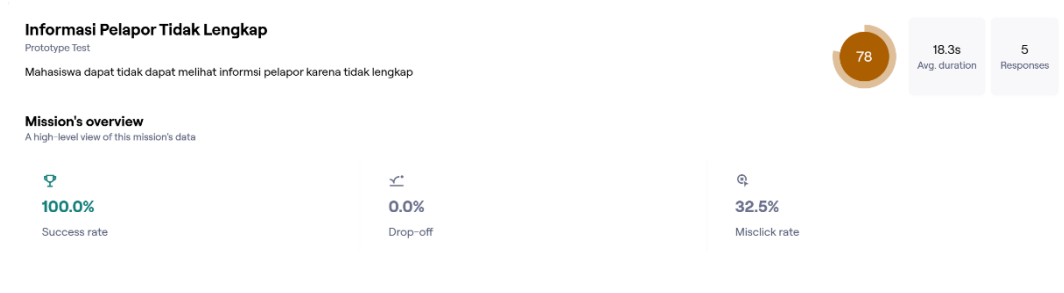 Informasi Pelapor Tidak Lengkap
Prototype Test
Mahasiswa dapat tidak dapat melihat informsi pelapor karena tidak lengkap
78
18.3s
Avg. duration
5
Responses
Mission's overview
A high-level view of this mission's data
100.0%
Success rate
0.0%
Drop-off
32.5%
Misclick rate